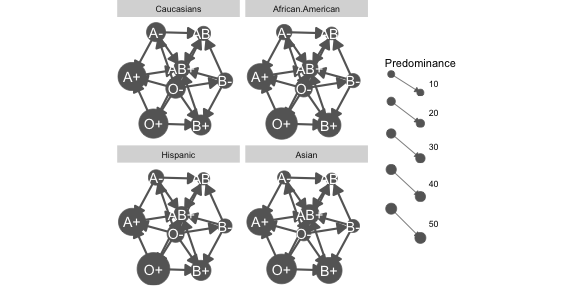 Caucasians
A-
AB
AB
A+
B-
O-
O+
B+
African.American
A-
AB
AB
A+
B-
O-
O+
B+
Hispanic
A-
AB
AB
A+
B-
O-
O+
B+
Asian
A-
AB
AB
A+
B-
O-
O+
B+
Predominance
10
20
30
40
50